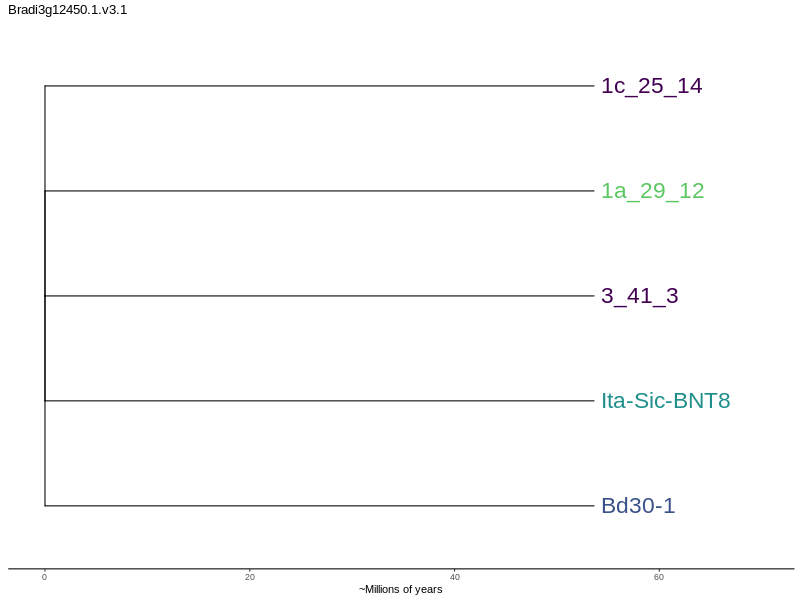 Bradi3g12450.1.v3.1
1c_25_14
1a_29_12
3_41_3
Ita-Sic-BNT8
Bd30-1
0 20 40 60
~Millions of years